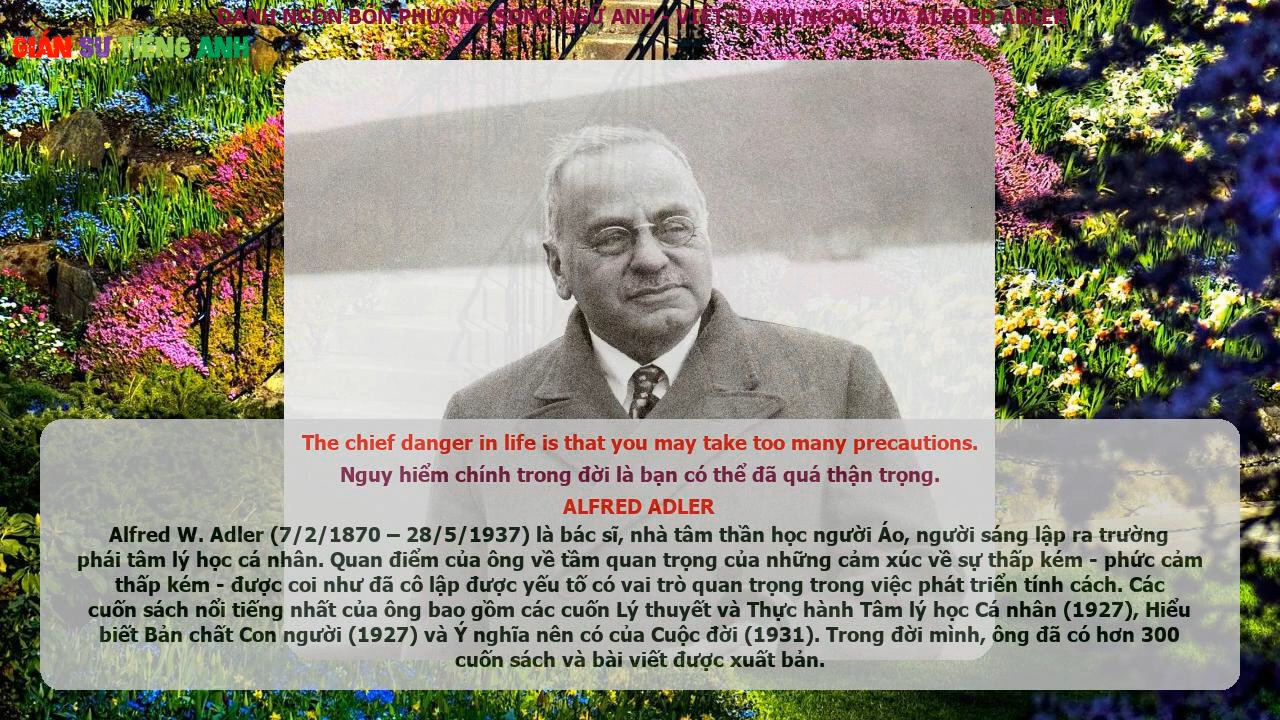 DANH NGÔN BỐN PHƯƠNG SONG NGỮ ANH - VIỆT: DANH NGÔN CỦA ALFRED ADLER
GIÁN SỨ TIẾNG ANH
The chief danger in life is that you may take too many precautions.
Nguy hiểm chính trong đời là bạn có thể đã quá thận trọng.
ALFRED ADLER
Alfred W. Adler (7/2/1870 – 28/5/1937) là bác sĩ, nhà tâm thần học người Áo, người sáng lập ra trường
phái tâm lý học cá nhân. Quan điểm của ông về tầm quan trọng của những cảm xúc về sự thấp kém - phức cảm
thấp kém - được coi như đã cô lập được yếu tố có vai trò quan trọng trong việc phát triển tính cách. Các
cuốn sách nổi tiếng nhất của ông bao gồm các cuốn Lý thuyết và Thực hành Tâm lý học Cá nhân (1927), Hiểu
biết Bản chất Con người (1927) và Ý nghĩa nên có của Cuộc đời (1931). Trong đời mình, ông đã có hơn 300
cuốn sách và bài viết được xuất bản.